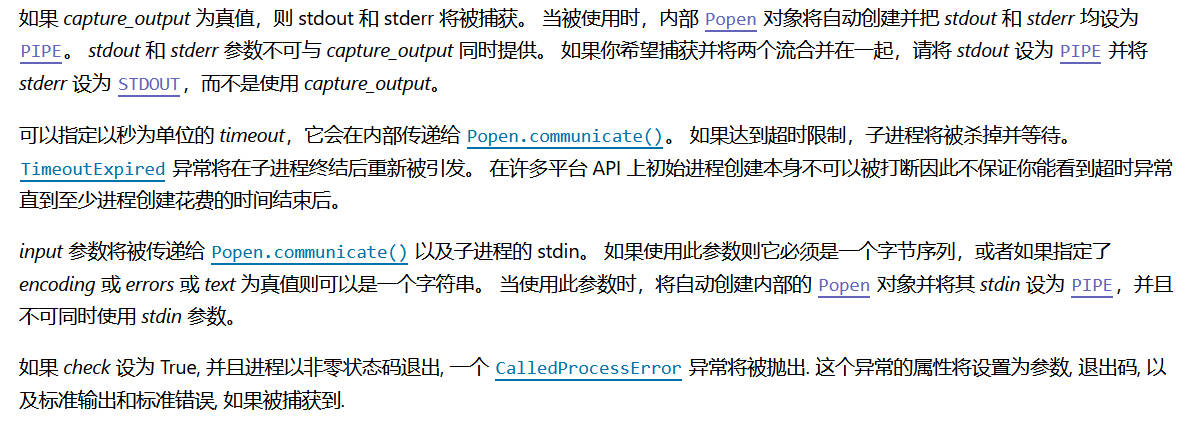 如果 capture_output 为真值，则 stdout 和 stderr 将被捕获。 当被使用时，内部 Popen 对象将自动创建并把 stdout 和 stderr 均设为
PIPE。 stdout 和 stderr 参数不可与 capture_output 同时提供。 如果你希望捕获并将两个流合并在一起，请将 stdout 设为 PIPE 并将
stderr 设为 STDOUT，而不是使用 capture_output。
可以指定以秒为单位的 timeout，它会在内部传递给 Popen.communicate()。 如果达到超时限制，子进程将被杀掉并等待。
TimeoutExpired 异常将在子进程终结后重新被引发。 在许多平台 API 上初始进程创建本身不可以被打断因此不保证你能看到超时异常
直到至少进程创建花费的时间结束后。
input 参数将被传递给 Popen.communicate() 以及子进程的 stdin。 如果使用此参数则它必须是一个字节序列，或者如果指定了
encoding 或 errors 或 text 为真值则可以是一个字符串。 当使用此参数时，将自动创建内部的 Popen 对象并将其 stdin 设为 PIPE，并且
不可同时使用 stdin 参数。
如果 check 设为 True, 并且进程以非零状态码退出, 一个 CalledProcessError 异常将被抛出. 这个异常的属性将设置为参数, 退出码, 以
及标准输出和标准错误, 如果被捕获到.